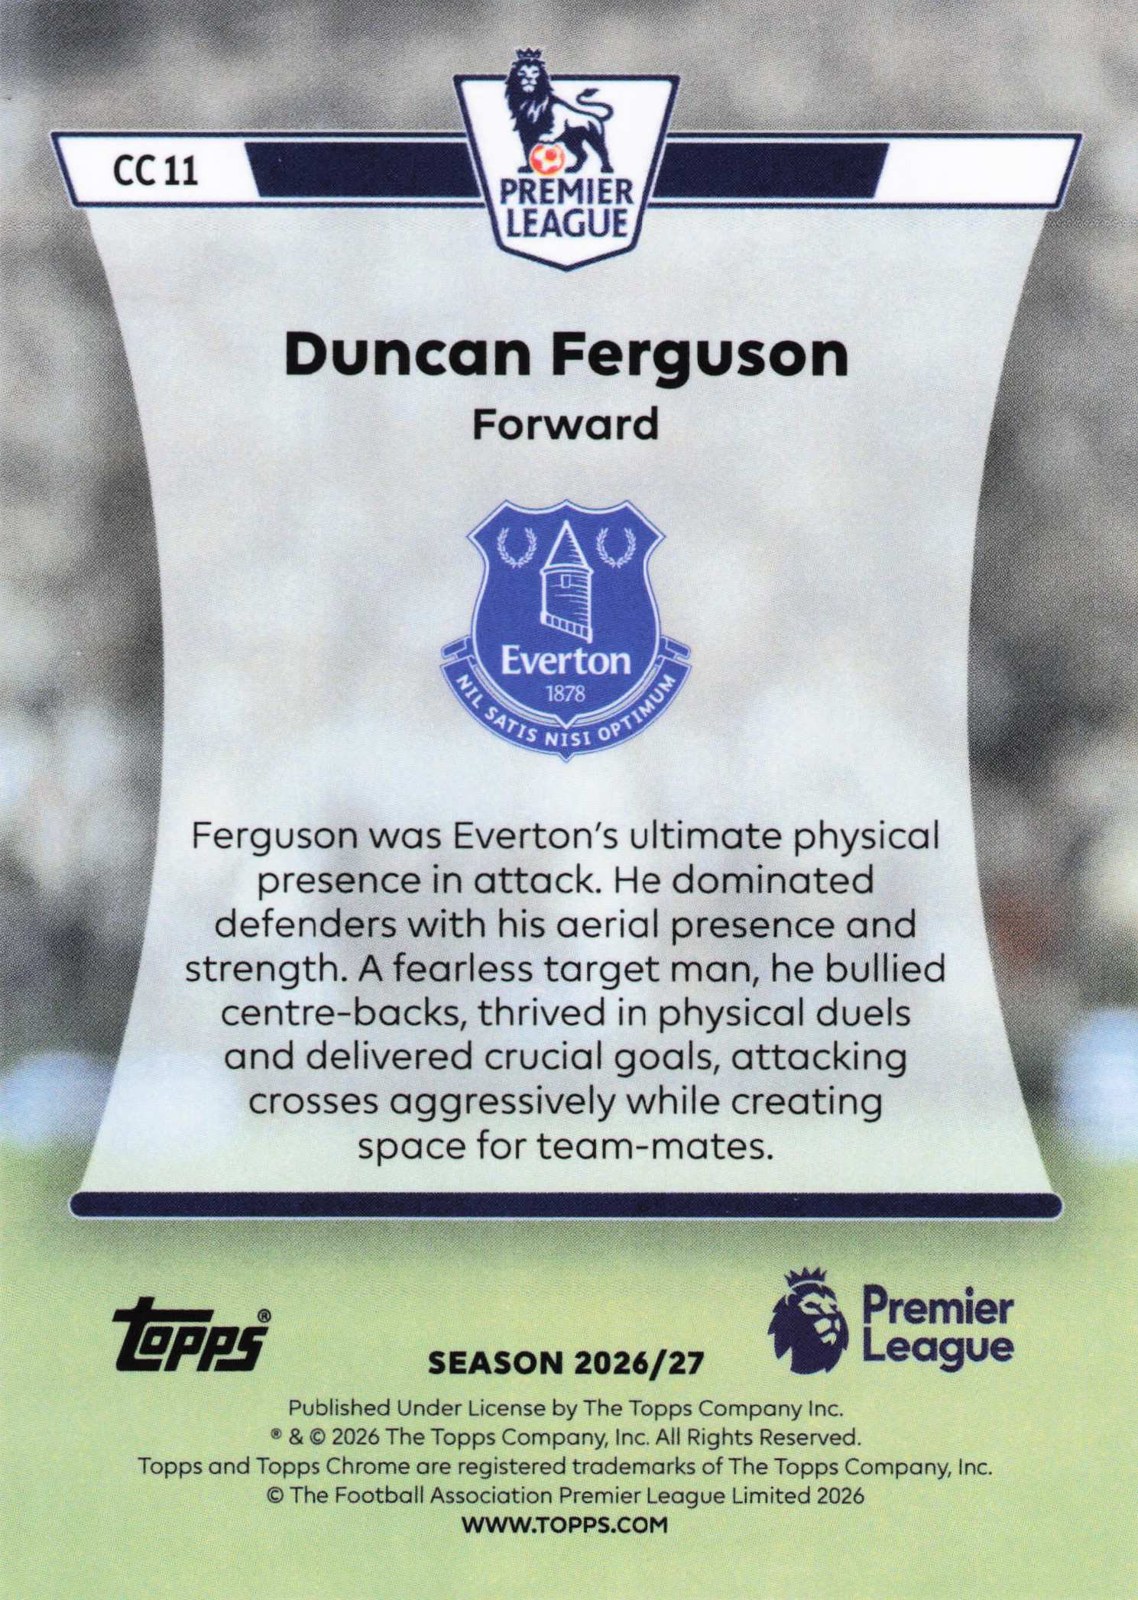 CC 11
PREMIER
LEAGUE
Duncan Ferguson
Forward
Everton
1878
NIL SATIS NISI OPTIMUM
Ferguson was Everton's ultimate physical
presence in attack. He dominated
defenders with his aerial presence and
strength. A fearless target man, he bullied
centre-backs, thrived in physical duels
and delivered crucial goals, attacking
crosses aggressively while creating
space for team-mates.
Topps®
SEASON 2026/27
Premier
League
Published Under License by The Topps Company Inc.
® & © 2026 The Topps Company, Inc. All Rights Reserved.
Topps and Topps Chrome are registered trademarks of The Topps Company, Inc.
© The Football Association Premier League Limited 2026
WWW.TOPPS.COM